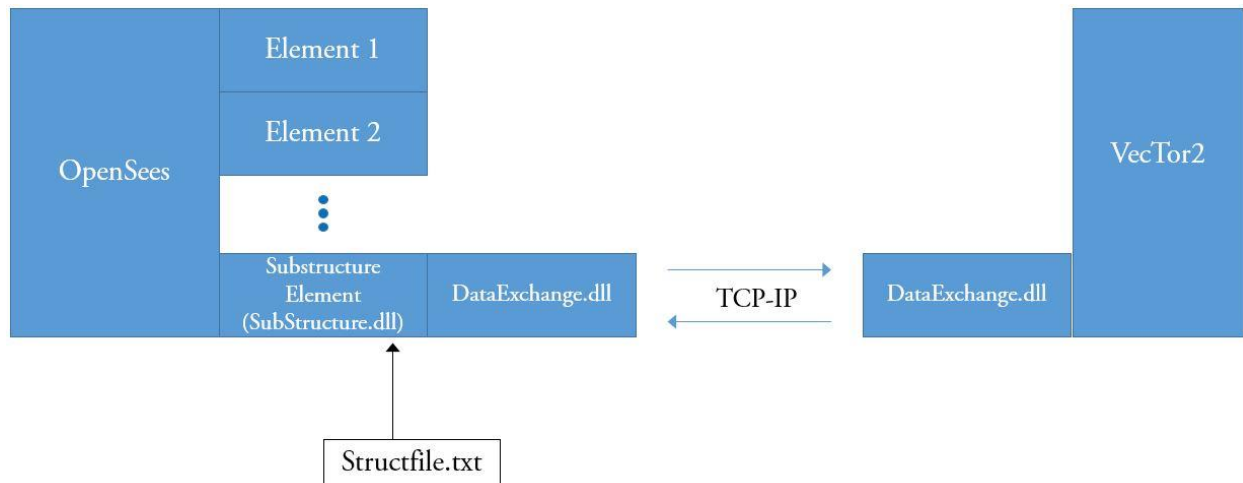 Element 1
Element 2
OpenSees
VecTor2
Substructure
Element
(SubStructure.dll)
DataExchange.dll
TCP-IP
DataExchange.dll
Structfile.txt